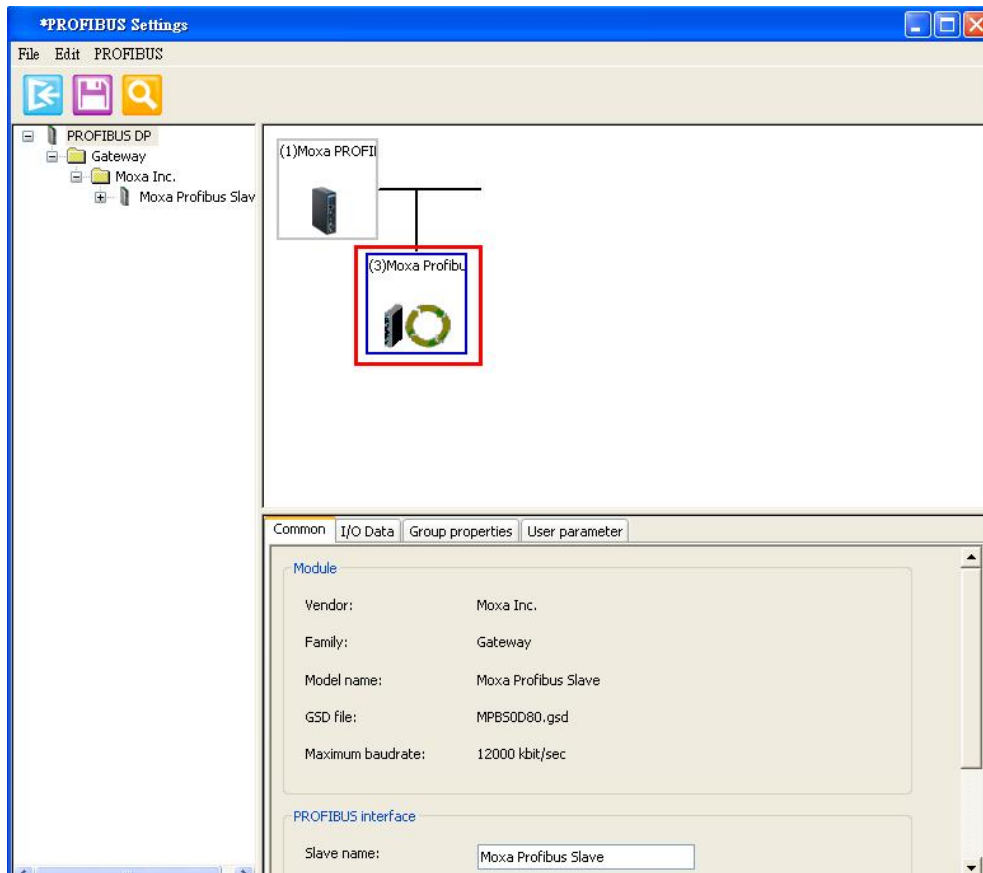 *PROFIBUS Settings
File Edit PROFIBUS
PROFIBUS DP
Gateway
Moxa Inc.
Moxa Profibus Slav
(1)Moxa PROFI
(3)Moxa Profibu
Common I/O Data Group properties User parameter
Module
Vendor: Moxa Inc.
Family: Gateway
Model name: Moxa Profibus Slave
GSD file: MPBS0D80.gsd
Maximum baudrate: 12000 kbit/sec
PROFIBUS interface
Slave name: Moxa Profibus Slave